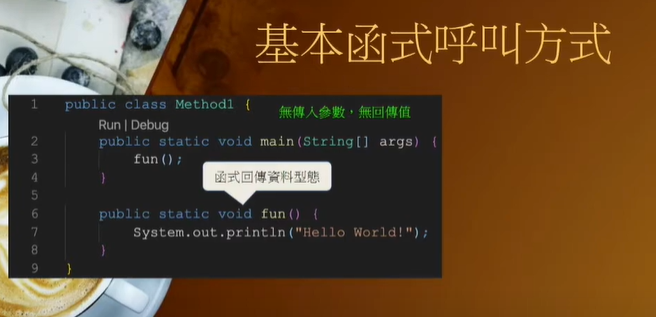 基本函式呼叫方式
1 public class Method1 {
無傳入參數，無回傳值
Run | Debug
2 public static void main(String[] args) {
3 fun();
4 }
函式回傳資料型態
5
6 public static void fun() {
7 System.out.println("Hello World!");
8 }
9 }